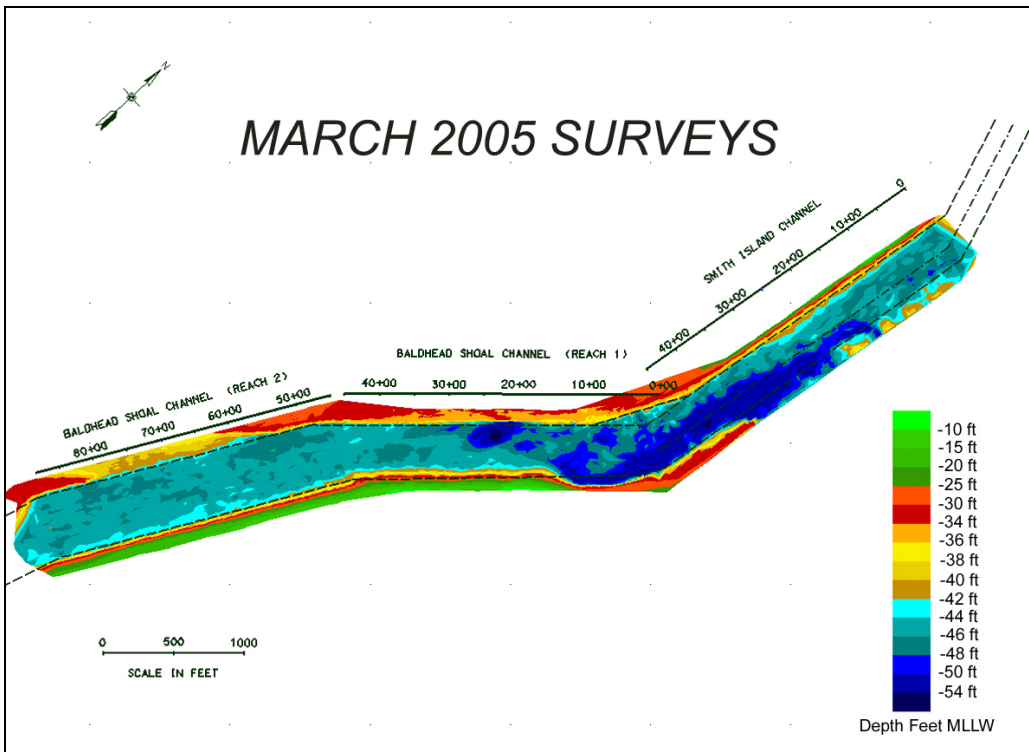 N
MARCH 2005 SURVEYS
SMITH ISLAND CHANNEL
0
10+00
20+00
30+00
40+00
BALDHEAD SHOAL CHANNEL (REACH 1)
40+00
30+00
20+00
10+00
0+00
BALDHEAD SHOAL CHANNEL (REACH 2)
80+00
70+00
60+00
50+00
0 500 1000
SCALE IN FEET
-10 ft
-15 ft
-20 ft
-25 ft
-30 ft
-34 ft
-36 ft
-38 ft
-40 ft
-42 ft
-44 ft
-46 ft
-48 ft
-50 ft
-54 ft
Depth Feet MLLW